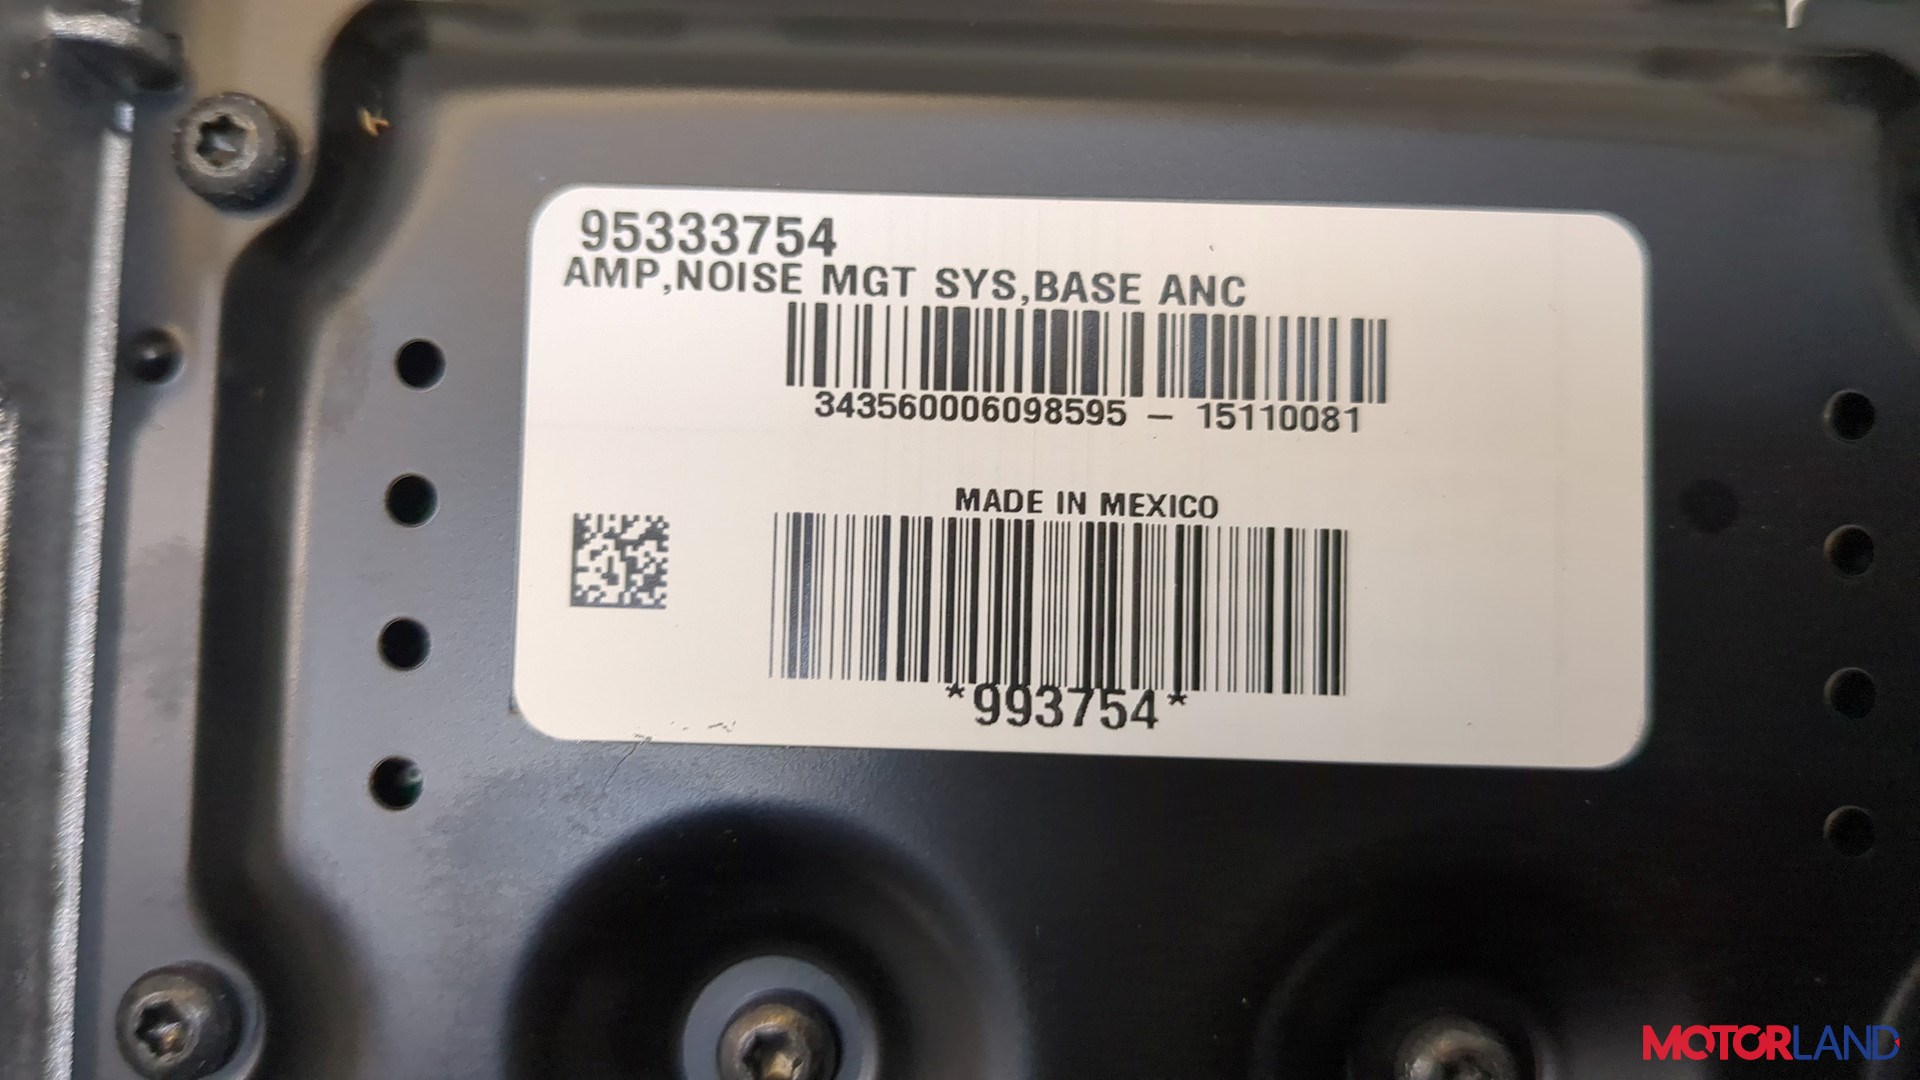 95333754
AMP,NOISE MGT SYS,BASE ANC
343560006098595 – 15110081
MADE IN MEXICO
*993754*
MOTORLAND